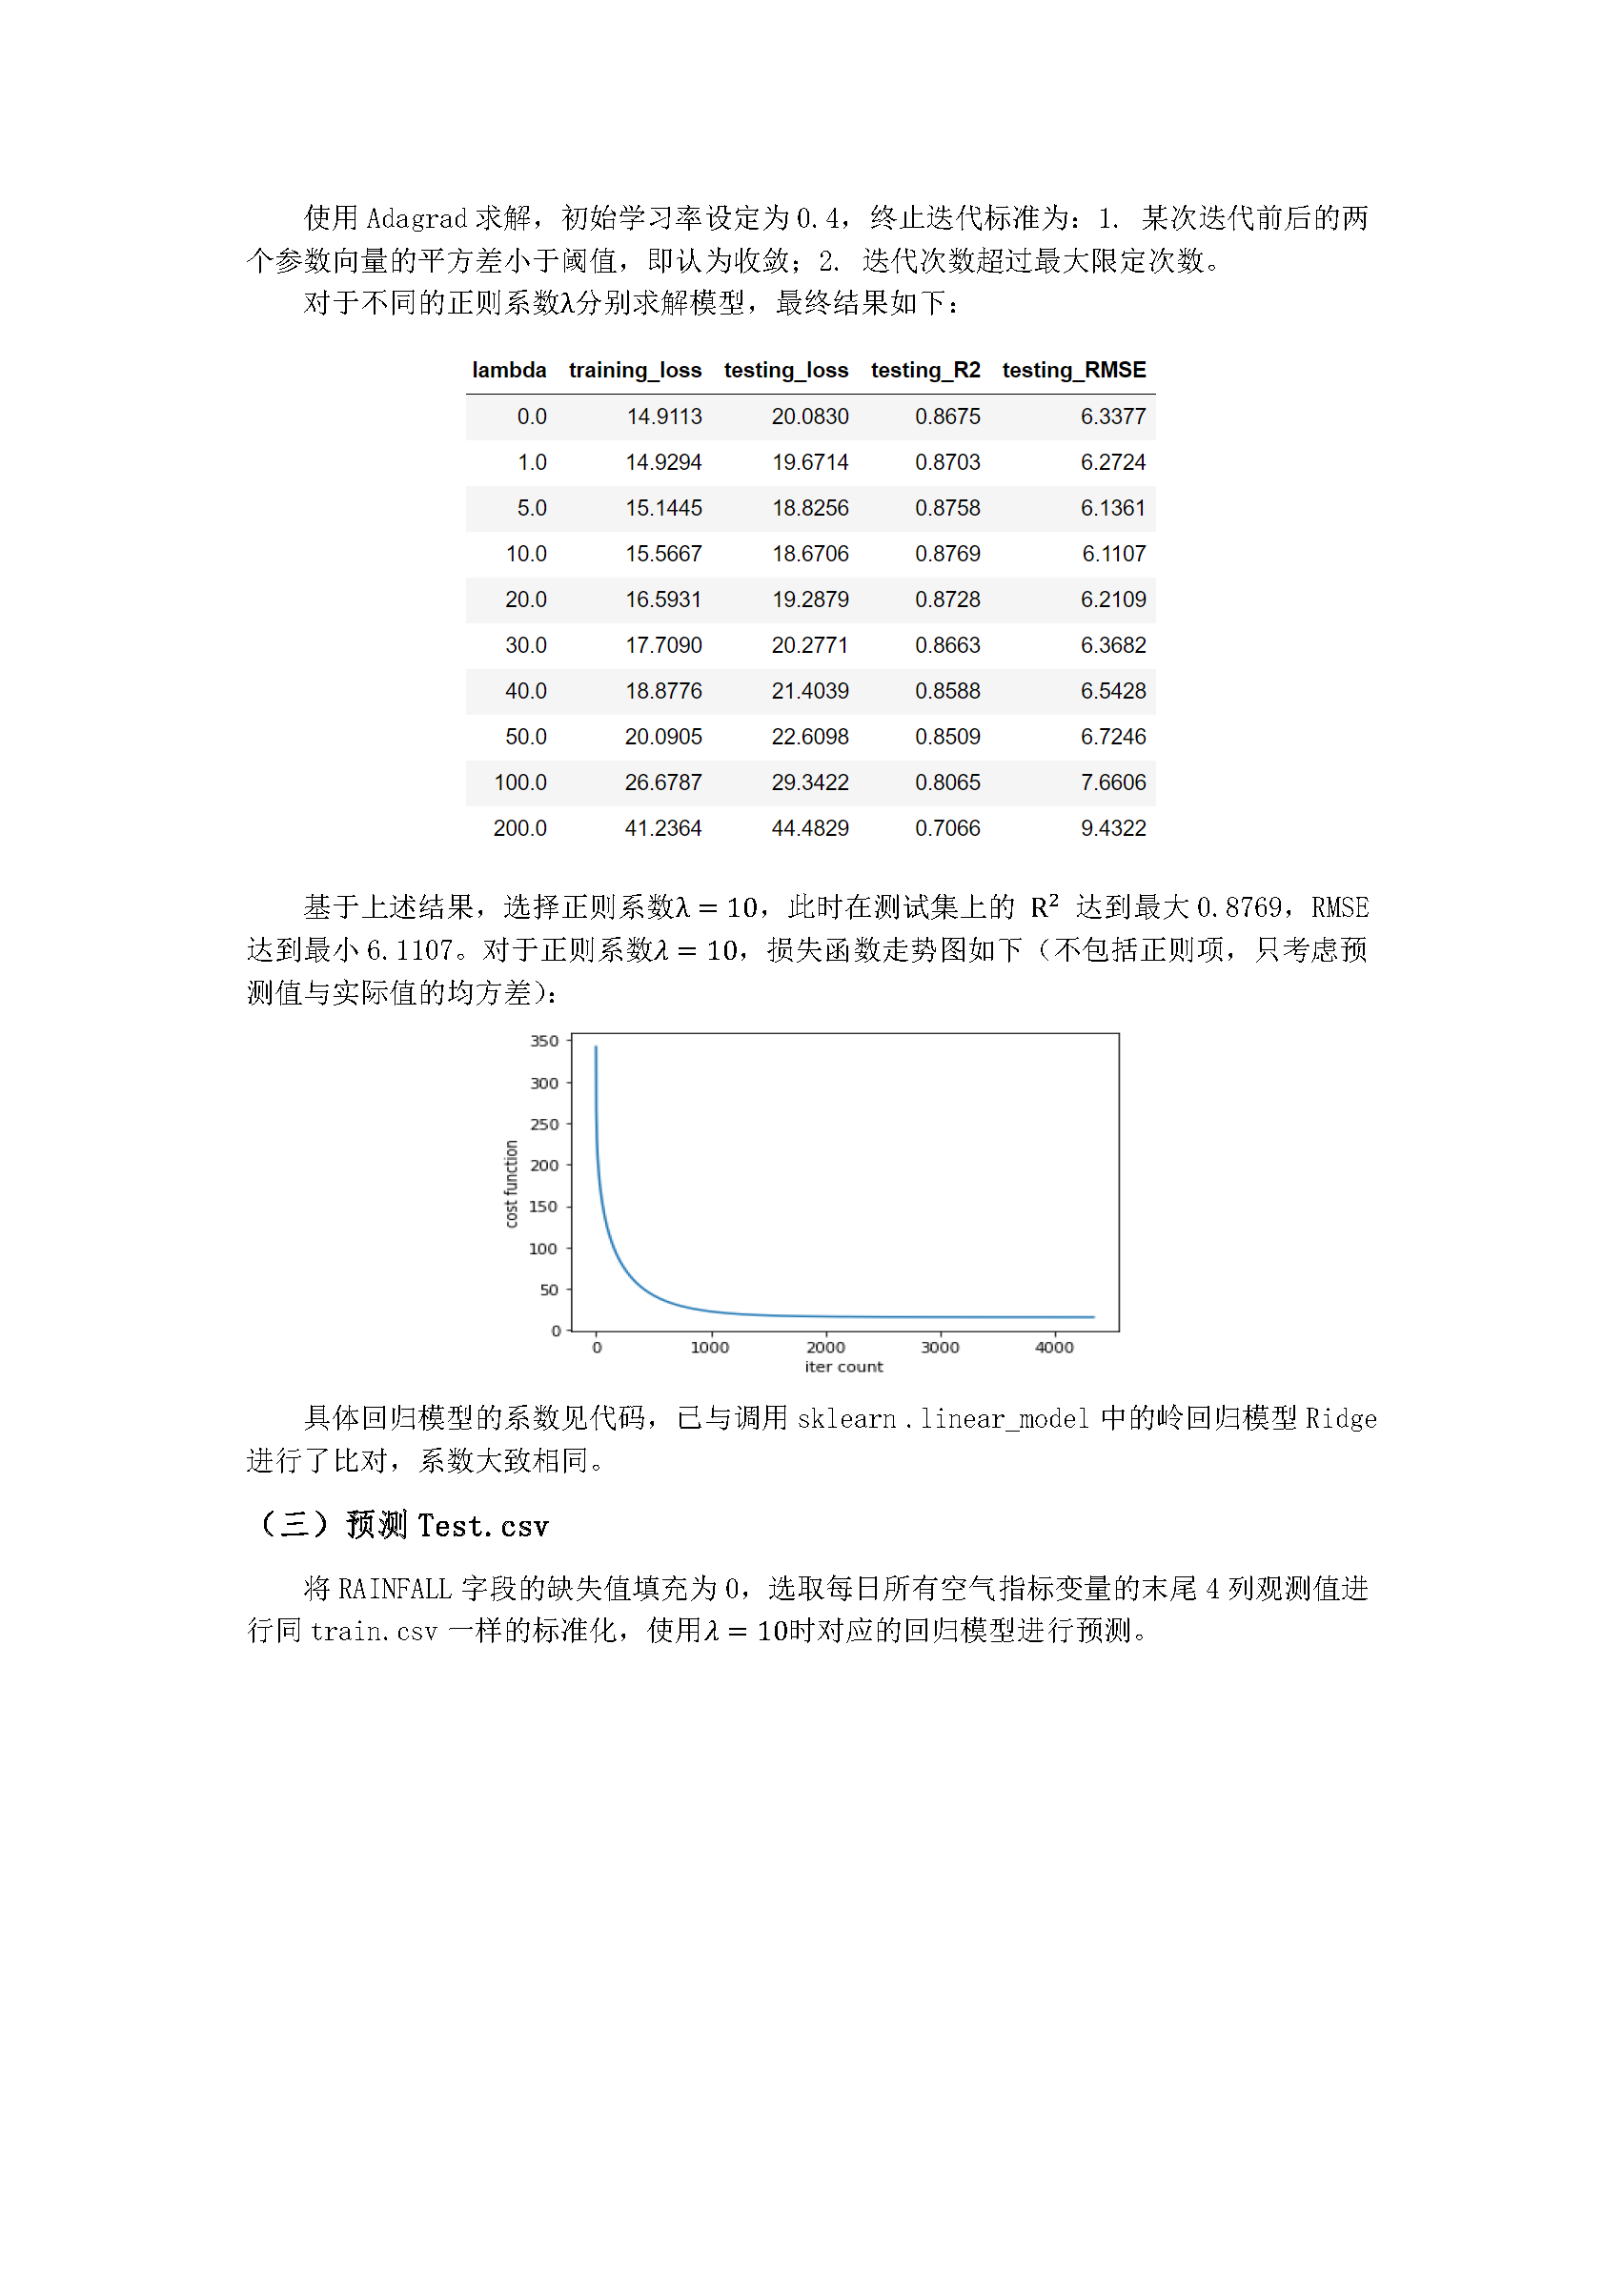 使用 Adagrad 求解，初始学习率设定为 0.4，终止迭代标准为：1. 某次迭代前后的两
个参数向量的平方差小于阈值，即认为收敛；2. 迭代次数超过最大限定次数。
对于不同的正则系数λ分别求解模型，最终结果如下：
lambda training_loss testing_loss testing_R2 testing_RMSE
0.0 14.9113 20.0830 0.8675 6.3377
1.0 14.9294 19.6714 0.8703 6.2724
5.0 15.1445 18.8256 0.8758 6.1361
10.0 15.5667 18.6706 0.8769 6.1107
20.0 16.5931 19.2879 0.8728 6.2109
30.0 17.7090 20.2771 0.8663 6.3682
40.0 18.8776 21.4039 0.8588 6.5428
50.0 20.0905 22.6098 0.8509 6.7246
100.0 26.6787 29.3422 0.8065 7.6606
200.0 41.2364 44.4829 0.7066 9.4322
基于上述结果，选择正则系数λ = 10，此时在测试集上的 R² 达到最大 0.8769，RMSE
达到最小 6.1107。对于正则系数λ = 10，损失函数走势图如下（不包括正则项，只考虑预
测值与实际值的均方差）：
350
300
250
200
150
100
50
0
cost function
0 1000 2000 3000 4000
iter count
具体回归模型的系数见代码，已与调用 sklearn.linear_model 中的岭回归模型 Ridge
进行了比对，系数大致相同。
（三）预测 Test.csv
将 RAINFALL 字段的缺失值填充为 0，选取每日所有空气指标变量的末尾 4 列观测值进
行同 train.csv 一样的标准化，使用λ = 10时对应的回归模型进行预测。